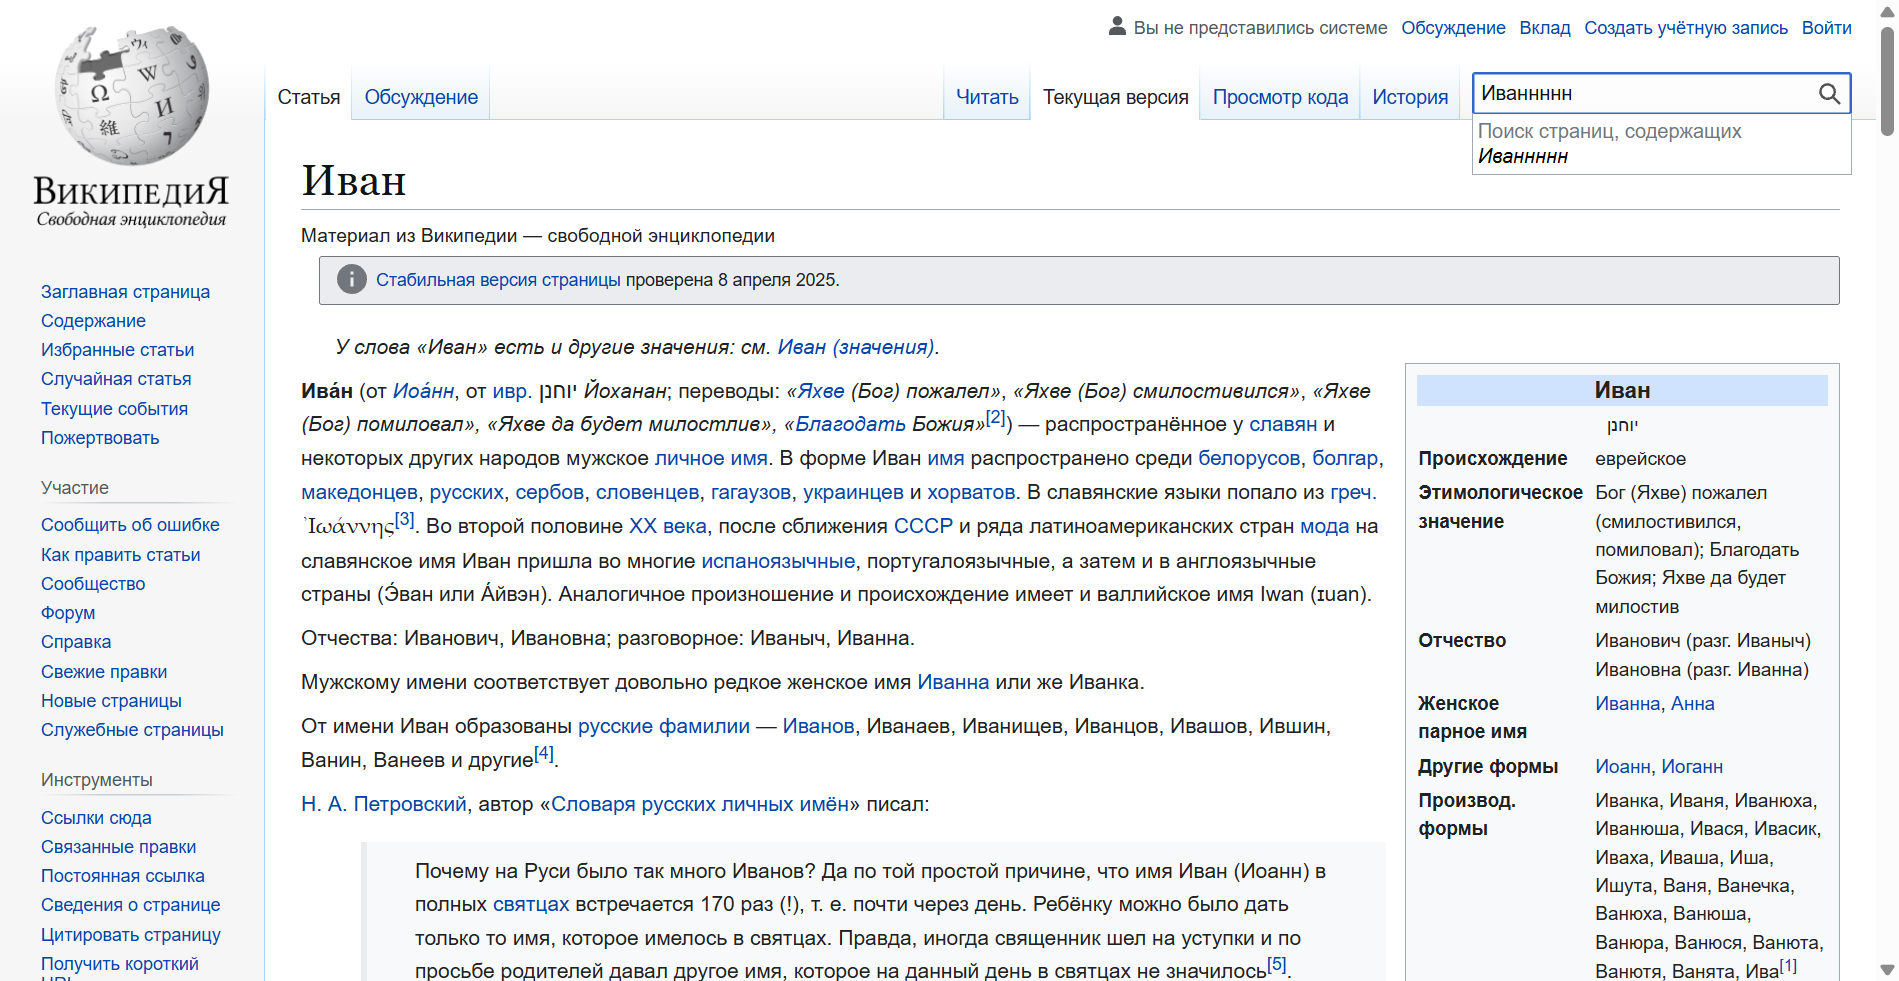 Вы не представились системе Обсуждение Вклад Создать учётную запись Войти
Статья Обсуждение Читать Текущая версия Просмотр кода История
Иваннннн
Поиск страниц, содержащих
Иваннннн
ВикипедиЯ
Свободная энциклопедия
Заглавная страница
Содержание
Избранные статьи
Случайная статья
Текущие события
Пожертвовать
Участие
Сообщить об ошибке
Как править статьи
Сообщество
Форум
Справка
Свежие правки
Новые страницы
Служебные страницы
Инструменты
Ссылки сюда
Связанные правки
Постоянная ссылка
Сведения о странице
Цитировать страницу
Получить короткий
Иван
Материал из Википедии — свободной энциклопедии
Стабильная версия страницы проверена 8 апреля 2025.
У слова «Иван» есть и другие значения: см. Иван (значения).
Ива́н (от Иоа́нн, от ивр. יוחנן Йоханан; переводы: «Яхве (Бог) пожалел», «Яхве (Бог) смилостивился», «Яхве
(Бог) помиловал», «Яхве да будет милостлив», «Благодать Божия»[2]) — распространённое у славян и
некоторых других народов мужское личное имя. В форме Иван имя распространено среди белорусов, болгар,
македонцев, русских, сербов, словенцев, гагаузов, украинцев и хорватов. В славянские языки попало из греч.
Ἰωάννης[3]. Во второй половине XX века, после сближения СССР и ряда латиноамериканских стран мода на
славянское имя Иван пришла во многие испаноязычные, португалоязычные, а затем и в англоязычные
страны (Э́ван или А́йвэн). Аналогичное произношение и происхождение имеет и валлийское имя Iwan (ɪuan).
Отчества: Иванович, Ивановна; разговорное: Иваныч, Иванна.
Мужскому имени соответствует довольно редкое женское имя Иванна или же Иванка.
От имени Иван образованы русские фамилии — Иванов, Иванаев, Иванищев, Иванцов, Ивашов, Ившин,
Ванин, Ванеев и другие[4].
Н. А. Петровский, автор «Словаря русских личных имён» писал:
Почему на Руси было так много Иванов? Да по той простой причине, что имя Иван (Иоанн) в
полных святцах встречается 170 раз (!), т. е. почти через день. Ребёнку можно было дать
только то имя, которое имелось в святцах. Правда, иногда священник шел на уступки и по
просьбе родителей давал другое имя, которое на данный день в святцах не значилось[5].
Иван
יוחנן
Происхождение еврейское
Этимологическое Бог (Яхве) пожалел
значение (смилостивился,
помиловал); Благодать
Божия; Яхве да будет
милостив
Отчество Иванович (разг. Иваныч)
Ивановна (разг. Иванна)
Женское Иванна, Анна
парное имя
Другие формы Иоанн, Иоганн
Производ. Иванка, Иваня, Иванюха,
формы Иванюша, Ивася, Ивасик,
Иваха, Иваша, Иша,
Ишута, Ваня, Ванечка,
Ванюха, Ванюша,
Ванюра, Ванюся, Ванюта,
Ванютя, Ванята, Ива[1]